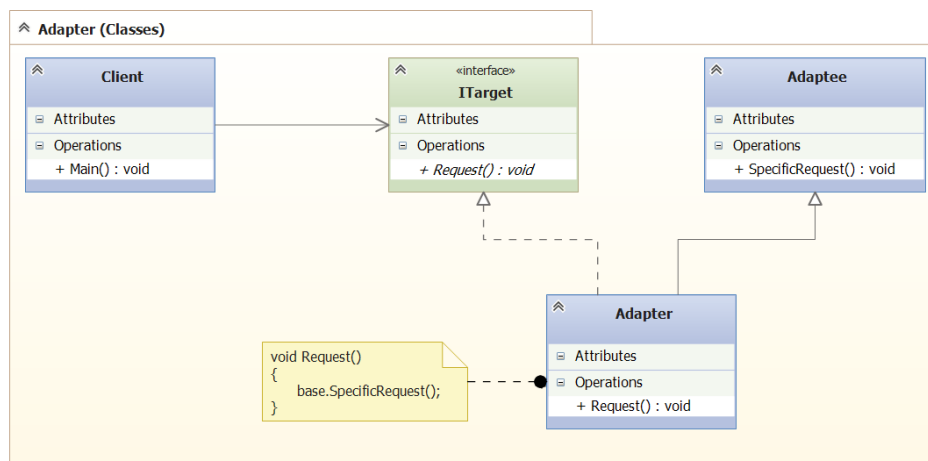 Adapter (Classes)
Client
Attributes
Operations
+ Main() : void
«interface»
ITarget
Attributes
Operations
+ Request() : void
Adaptee
Attributes
Operations
+ SpecificRequest() : void
Adapter
Attributes
Operations
+ Request() : void
void Request()
{
base.SpecificRequest();
}